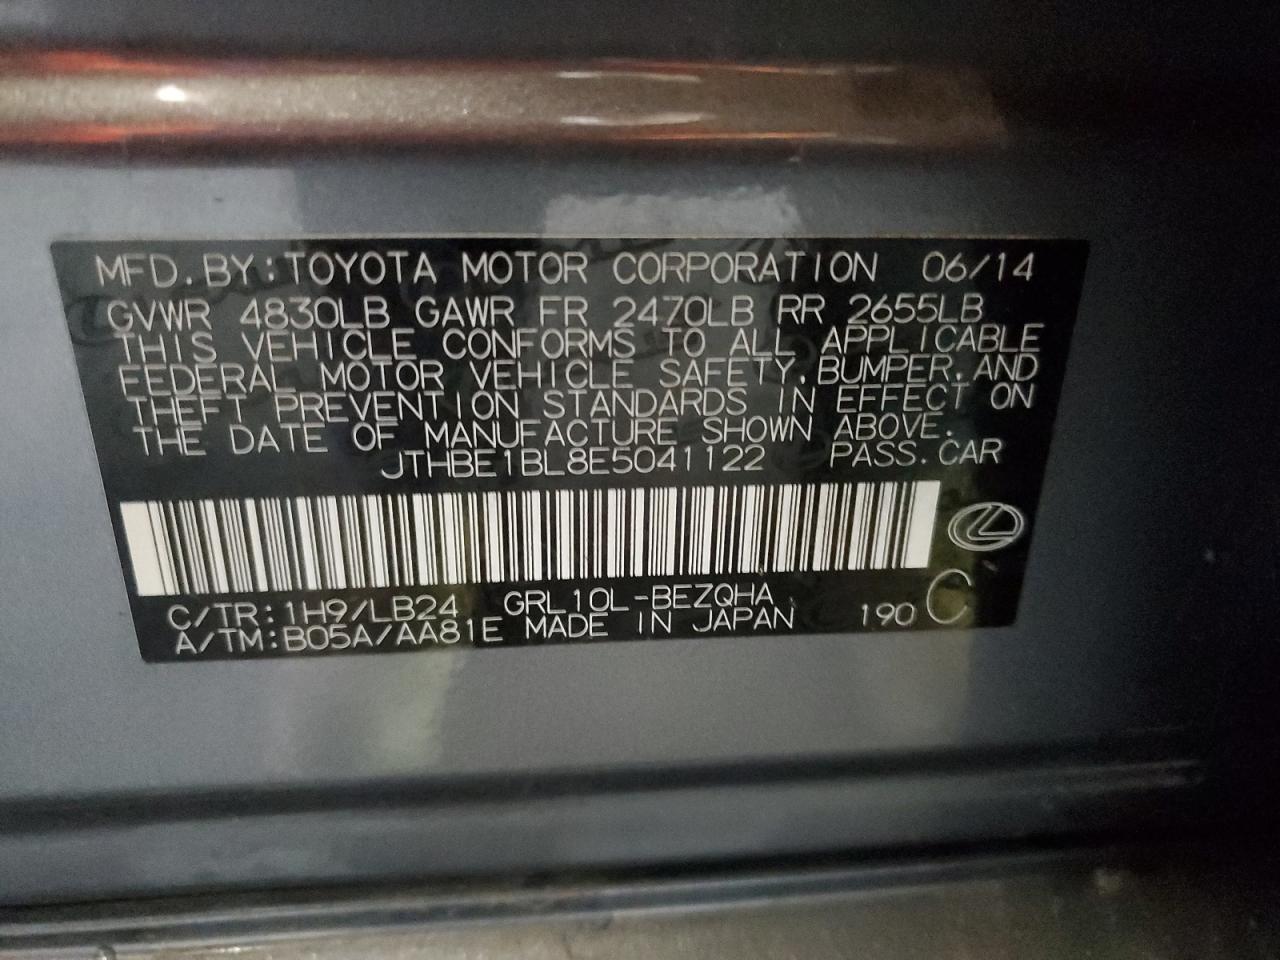 MFD.BY:TOYOTA MOTOR CORPORATION 06/14
GVWR 4830LB GAWR FR 2470LB RR 2655LB
THIS VEHICLE CONFORMS TO ALL APPLICABLE
FEDERAL MOTOR VEHICLE SAFETY,BUMPER,AND
THEFT PREVENTION STANDARDS IN EFFECT ON
THE DATE OF MANUFACTURE SHOWN ABOVE.
JTHBE1BL8E5041122 PASS.CAR
C/TR:1H9/LB24 GRL10L-BEZQHA
A/TM:B05A/AA81E MADE IN JAPAN 190 C